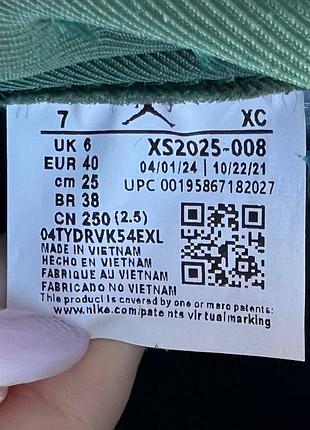 7 XC
UK 6 XS2025-008
EUR 40 04/01/24 | 10/22/21
cm 25 UPC 00195867182027
BR 38
CN 250 (2.5)
04TYDRVK54EXL
MADE IN VIETNAM
HECHO EN VIETNAM
FABRIQUE AU VIETNAM
FABRICADO NO VIETNAM
This product is covered by one or more patents:
www.nike.com/patents virtualmarking